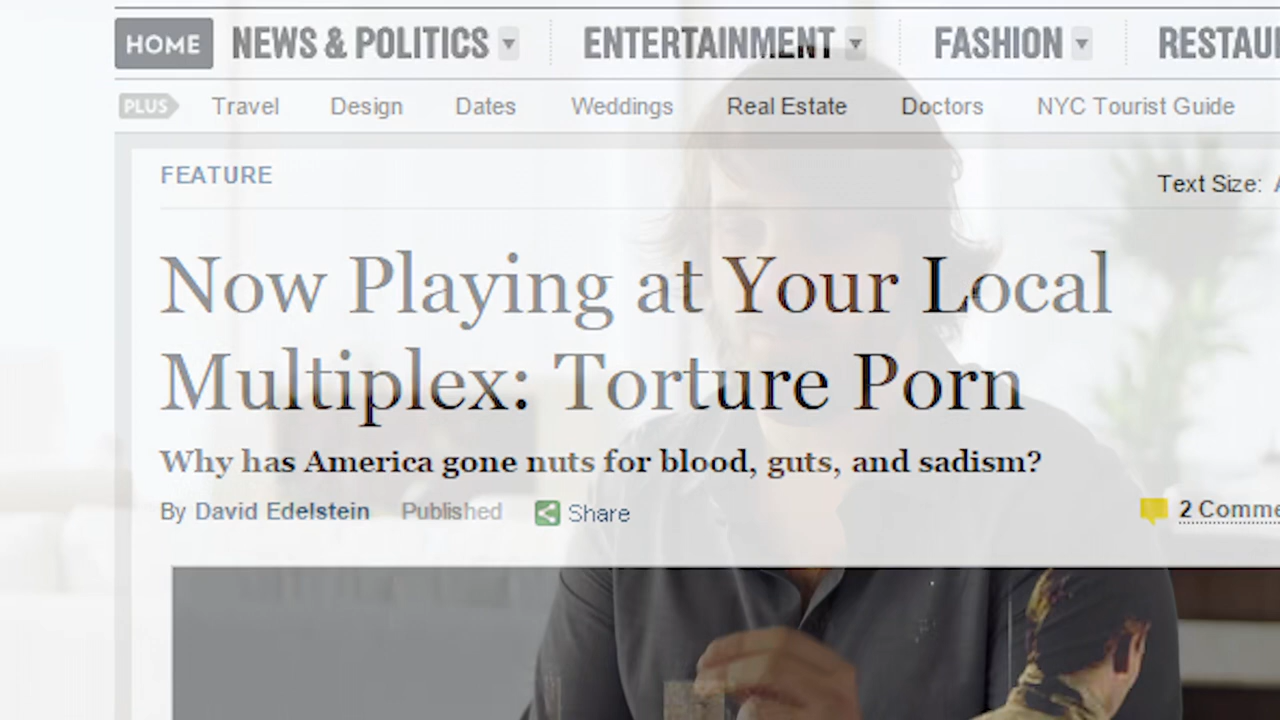 HOME NEWS & POLITICS ENTERTAINMENT FASHION
PLUS Travel Design Dates Weddings Real Estate Doctors NYC Tourist Guide
FEATURE
Text Size:
Now Playing at Your Local
Multiplex: Torture Porn
Why has America gone nuts for blood, guts, and sadism?
By David Edelstein Published Share
2